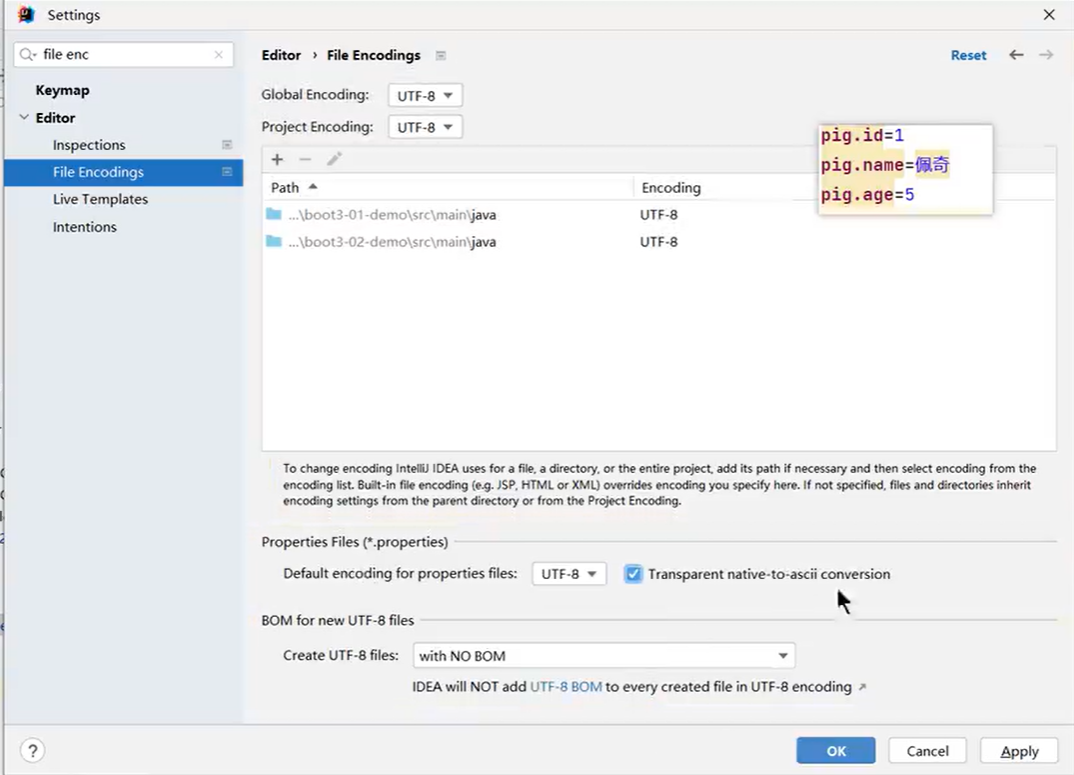 Settings
file enc
Keymap
Editor
Inspections
File Encodings
Live Templates
Intentions
Editor › File Encodings
Reset
Global Encoding: UTF-8
Project Encoding: UTF-8
Path Encoding
...\boot3-01-demo\src\main\java UTF-8
...\boot3-02-demo\src\main\java UTF-8
pig.id=1
pig.name=佩奇
pig.age=5
To change encoding IntelliJ IDEA uses for a file, a directory, or the entire project, add its path if necessary and then select encoding from the
encoding list. Built-in file encoding (e.g. JSP, HTML or XML) overrides encoding you specify here. If not specified, files and directories inherit
encoding settings from the parent directory or from the Project Encoding.
Properties Files (*.properties)
Default encoding for properties files: UTF-8 Transparent native-to-ascii conversion
BOM for new UTF-8 files
Create UTF-8 files: with NO BOM
IDEA will NOT add UTF-8 BOM to every created file in UTF-8 encoding ↗
? OK Cancel Apply